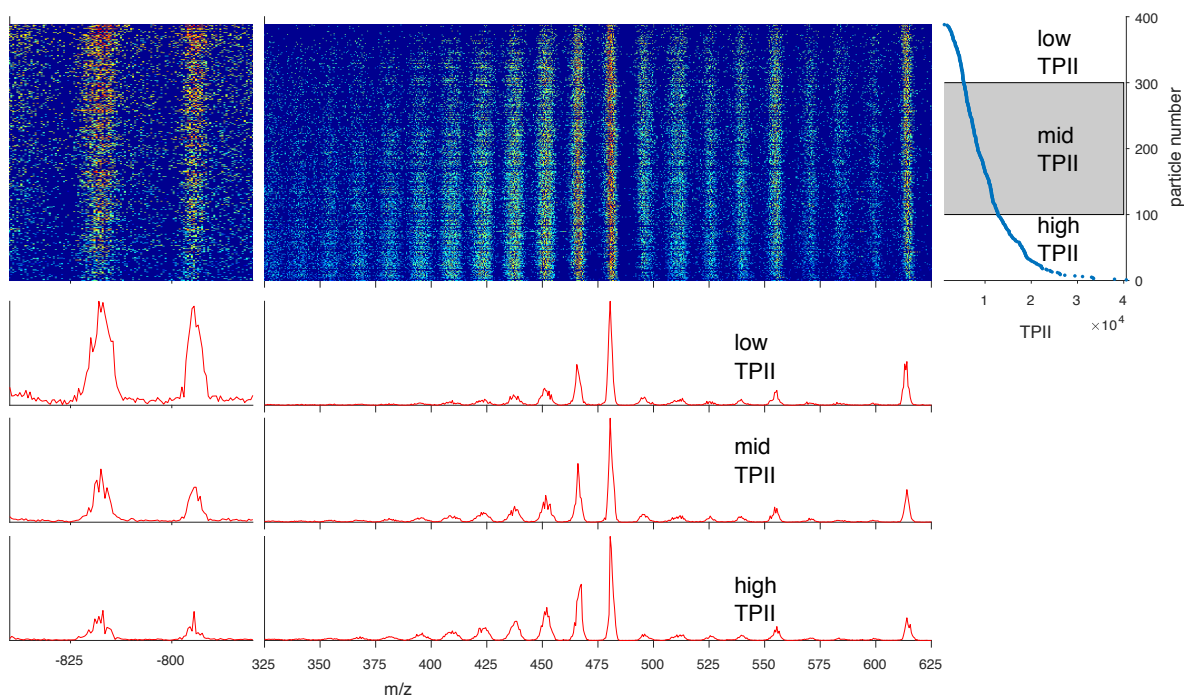 low
TPII
mid
TPII
high
TPII
400
300
200
100
0
particle number
1 2 3 4
×10⁴
TPII
low
TPII
mid
TPII
high
TPII
-825 -800 325 350 375 400 425 450 475 500 525 550 575 600 625
m/z